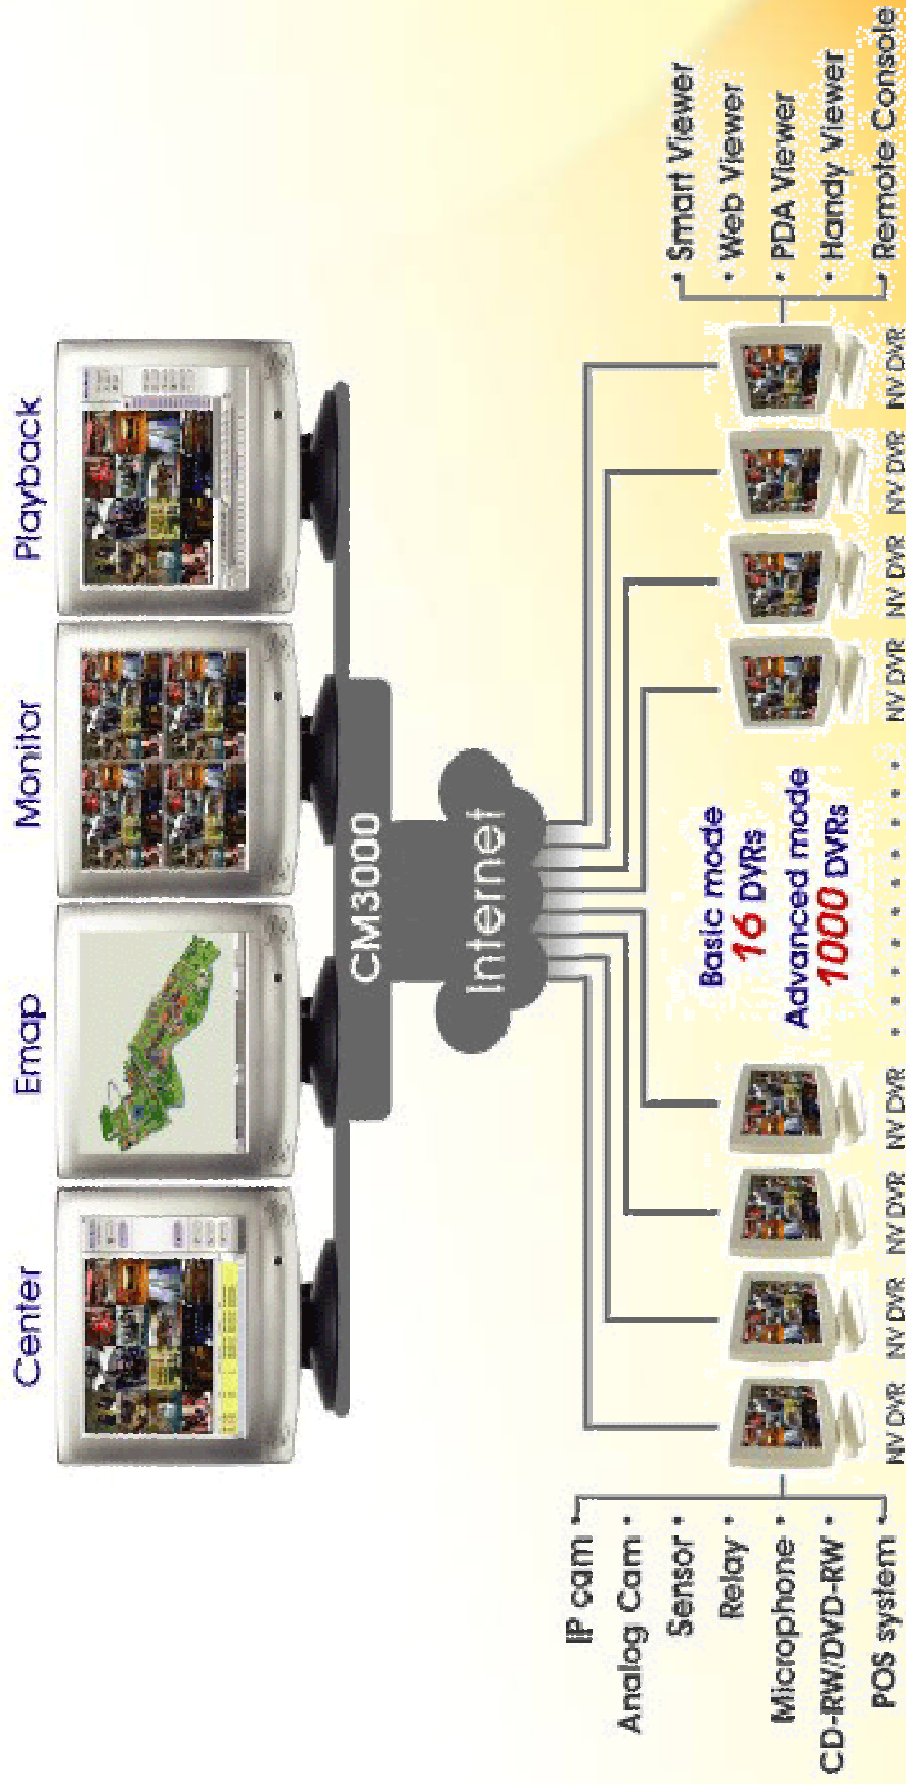 Center
Emap
Monitor
Playback
CM3000
Internet
IP cam
Analog Cam
Sensor
Relay
Microphone
CD-RW/DVD-RW
POS system
Basic mode
16 DVRs
Advanced mode
1000 DVRs
Smart Viewer
Web Viewer
PDA Viewer
Handy Viewer
Remote Console
NV DVR
NV DVR
NV DVR
NV DVR
NV DVR
NV DVR
NV DVR
NV DVR